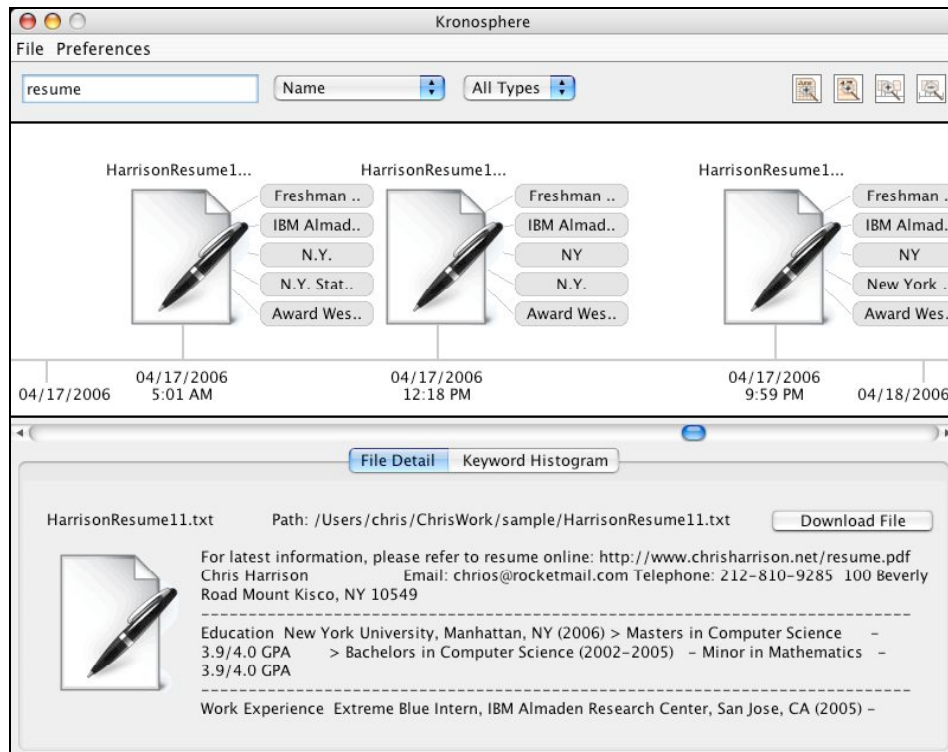 Kronosphere
File Preferences
resume
Name
All Types
HarrisonResume1...
HarrisonResume1...
HarrisonResume1...
Freshman ..
IBM Almad..
N.Y.
N.Y. Stat..
Award Wes..
Freshman ..
IBM Almad..
NY
N.Y.
Award Wes..
Freshman .
IBM Almad.
NY
New York .
Award Wes.
04/17/2006
04/17/2006
5:01 AM
04/17/2006
12:18 PM
04/17/2006
9:59 PM
04/18/2006
File Detail
Keyword Histogram
HarrisonResume11.txt
Path: /Users/chris/ChrisWork/sample/HarrisonResume11.txt
Download File
For latest information, please refer to resume online: http://www.chrisharrison.net/resume.pdf
Chris Harrison Email: chrios@rocketmail.com Telephone: 212-810-9285 100 Beverly
Road Mount Kisco, NY 10549
--------------------------------------------------------------------------------
Education New York University, Manhattan, NY (2006) > Masters in Computer Science -
3.9/4.0 GPA > Bachelors in Computer Science (2002-2005) - Minor in Mathematics -
3.9/4.0 GPA
--------------------------------------------------------------------------------
Work Experience Extreme Blue Intern, IBM Almaden Research Center, San Jose, CA (2005) -